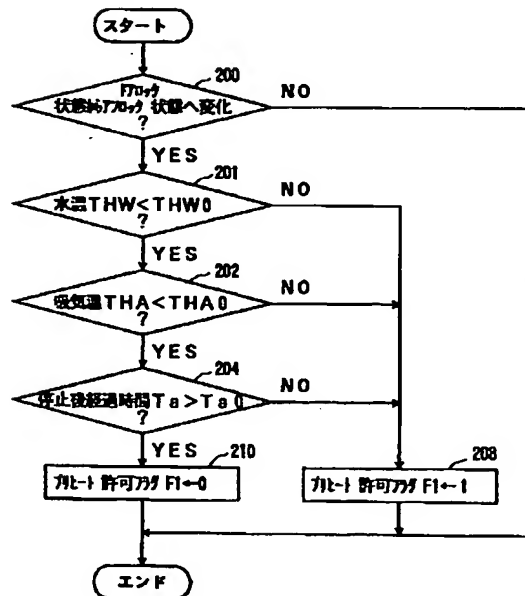 スタート
200
ドアロック
状態からアンロック 状態へ変化
?
NO
YES
201
水温THW<THW0
?
NO
YES
202
吸気温THA<THA0
?
NO
YES
204
停止後経過時間Ta>Ta0
?
NO
YES
210
プリヒート 許可フラグ F1←0
208
プリヒート 許可フラグ F1←1
エンド